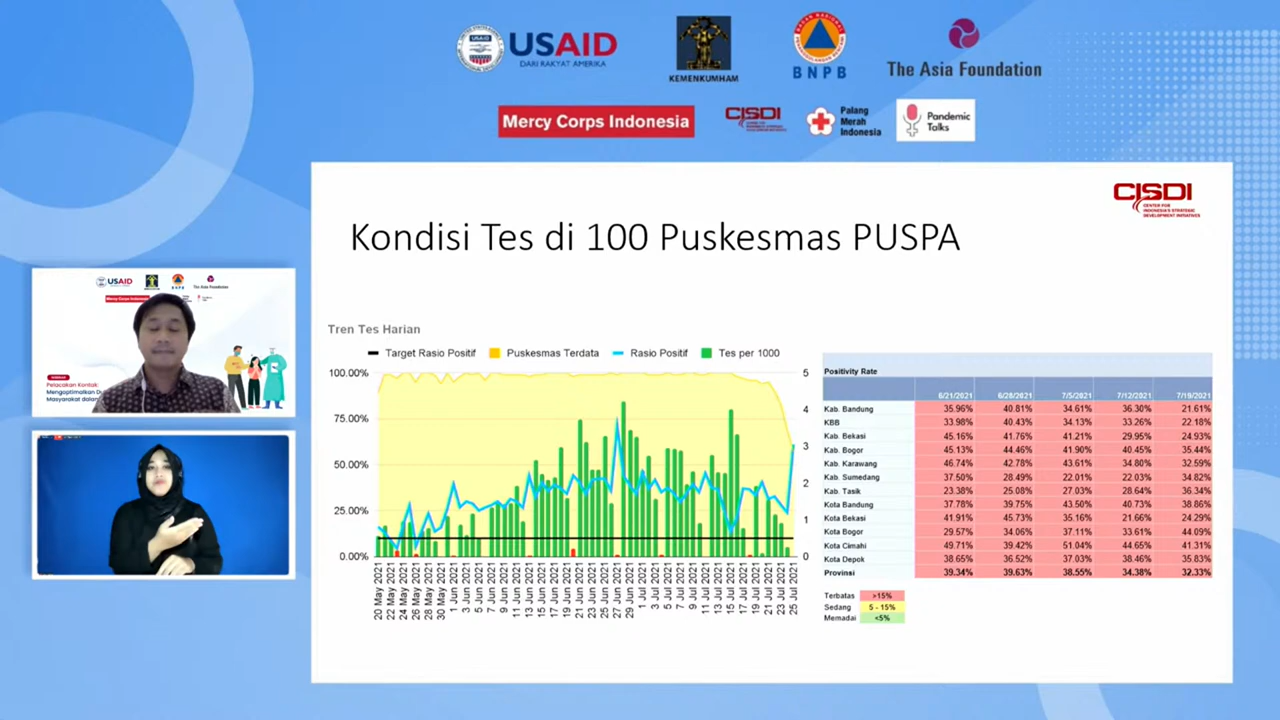 USAID
DARI RAKYAT AMERIKA
KEMENKUMHAM
BNPB
The Asia Foundation
Mercy Corps Indonesia
CISDI
Palang
Merah
Indonesia
Pandemic
Talks
CISDI
CENTER FOR
INDONESIA'S STRATEGIC
DEVELOPMENT INITIATIVES
Kondisi Tes di 100 Puskesmas PUSPA
USAID
The Asia Foundation
Mercy Corps Indonesia
Pelacakan Kontak:
Mengoptimalkan
Masyarakat dalam
Tren Tes Harian
Target Rasio Positif Puskesmas Terdata Rasio Positif Tes per 1000
100.00% 5
4
75.00%
3
50.00%
2
25.00%
1
0.00% 0
20 May 2021 22 May 2021 24 May 2021 26 May 2021 28 May 2021 30 May 2021 1 Jun 2021 3 Jun 2021 5 Jun 2021 7 Jun 2021 9 Jun 2021 11 Jun 2021 13 Jun 2021 15 Jun 2021 17 Jun 2021 19 Jun 2021 21 Jun 2021 23 Jun 2021 25 Jun 2021 27 Jun 2021 29 Jun 2021 1 Jul 2021 3 Jul 2021 5 Jul 2021 7 Jul 2021 9 Jul 2021 11 Jul 2021 13 Jul 2021 15 Jul 2021 17 Jul 2021 19 Jul 2021 21 Jul 2021 23 Jul 2021 25 Jul 2021
Positivity Rate
6/21/2021 6/28/2021 7/5/2021 7/12/2021 7/19/2021
Kab. Bandung 35.96% 40.81% 34.61% 36.30% 21.61%
KBB 33.98% 40.43% 34.13% 33.26% 22.18%
Kab. Bekasi 45.16% 41.76% 41.21% 29.95% 24.93%
Kab. Bogor 45.13% 44.46% 41.90% 40.45% 35.44%
Kab. Karawang 46.74% 42.78% 43.61% 34.80% 32.59%
Kab. Sumedang 37.50% 28.49% 22.01% 22.03% 34.82%
Kab. Tasik 23.38% 25.08% 27.03% 28.64% 36.34%
Kota Bandung 37.78% 39.75% 43.50% 40.73% 38.86%
Kota Bekasi 41.91% 45.73% 35.16% 21.66% 24.29%
Kota Bogor 29.57% 34.06% 37.11% 33.61% 44.09%
Kota Cimahi 49.71% 39.42% 51.04% 44.65% 41.31%
Kota Depok 38.65% 36.52% 37.03% 38.46% 35.83%
Provinsi 39.34% 39.63% 38.55% 34.38% 32.33%
Terbatas >15%
Sedang 5 - 15%
Memadai <5%